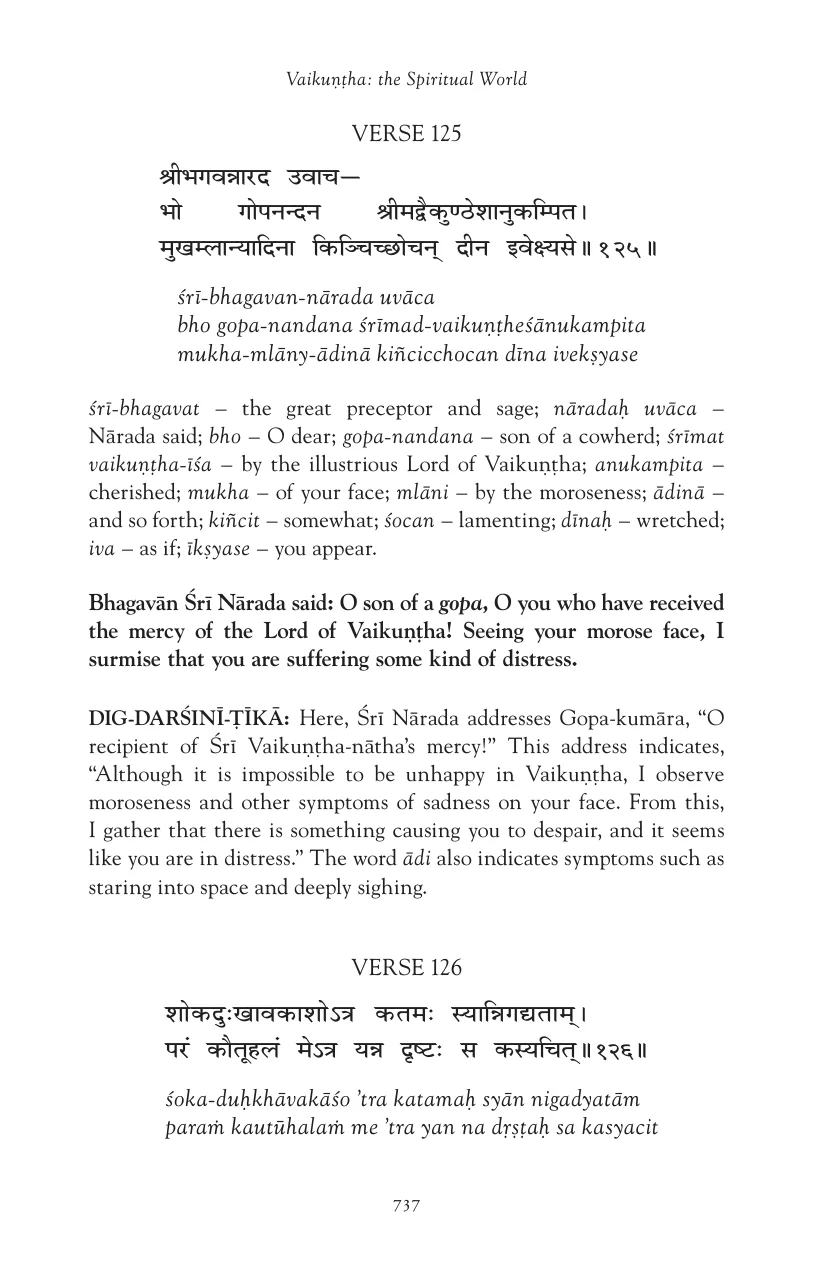 Vaikuṇṭha: the Spiritual World
VERSE 125
श्रीभगवन्नारद उवाच—
भो गोपनन्दन श्रीमद्वैकुण्ठेशानुकम्पित।
मुखम्लान्यादिना किञ्चिच्छोचन् दीन इवेक्ष्यसे॥१२५॥
śrī-bhagavan-nārada uvāca
bho gopa-nandana śrīmad-vaikuṇṭheśānukampita
mukha-mlāny-ādinā kiñcicchocan dīna ivekṣyase
śrī-bhagavat – the great preceptor and sage; nāradaḥ uvāca –
Nārada said; bho – O dear; gopa-nandana – son of a cowherd; śrīmat
vaikuṇṭha-īśa – by the illustrious Lord of Vaikuṇṭha; anukampita –
cherished; mukha – of your face; mlāni – by the moroseness; ādinā –
and so forth; kiñcit – somewhat; śocan – lamenting; dīnaḥ – wretched;
iva – as if; īkṣyase – you appear.
Bhagavān Śrī Nārada said: O son of a gopa, O you who have received
the mercy of the Lord of Vaikuṇṭha! Seeing your morose face, I
surmise that you are suffering some kind of distress.
DIG-DARŚINĪ-ṬĪKĀ: Here, Śrī Nārada addresses Gopa-kumāra, “O
recipient of Śrī Vaikuṇṭha-nātha’s mercy!” This address indicates,
“Although it is impossible to be unhappy in Vaikuṇṭha, I observe
moroseness and other symptoms of sadness on your face. From this,
I gather that there is something causing you to despair, and it seems
like you are in distress.” The word ādi also indicates symptoms such as
staring into space and deeply sighing.
VERSE 126
शोकदुःखावकाशोऽत्र कतमः स्यान्निगद्यताम्।
परं कौतूहलं मेऽत्र यन्न दृष्टः स कस्यचित्॥१२६॥
śoka-duḥkhāvakāśo ’tra katamaḥ syān nigadyatām
paraṁ kautūhalaṁ me ’tra yan na dṛṣṭaḥ sa kasyacit
737